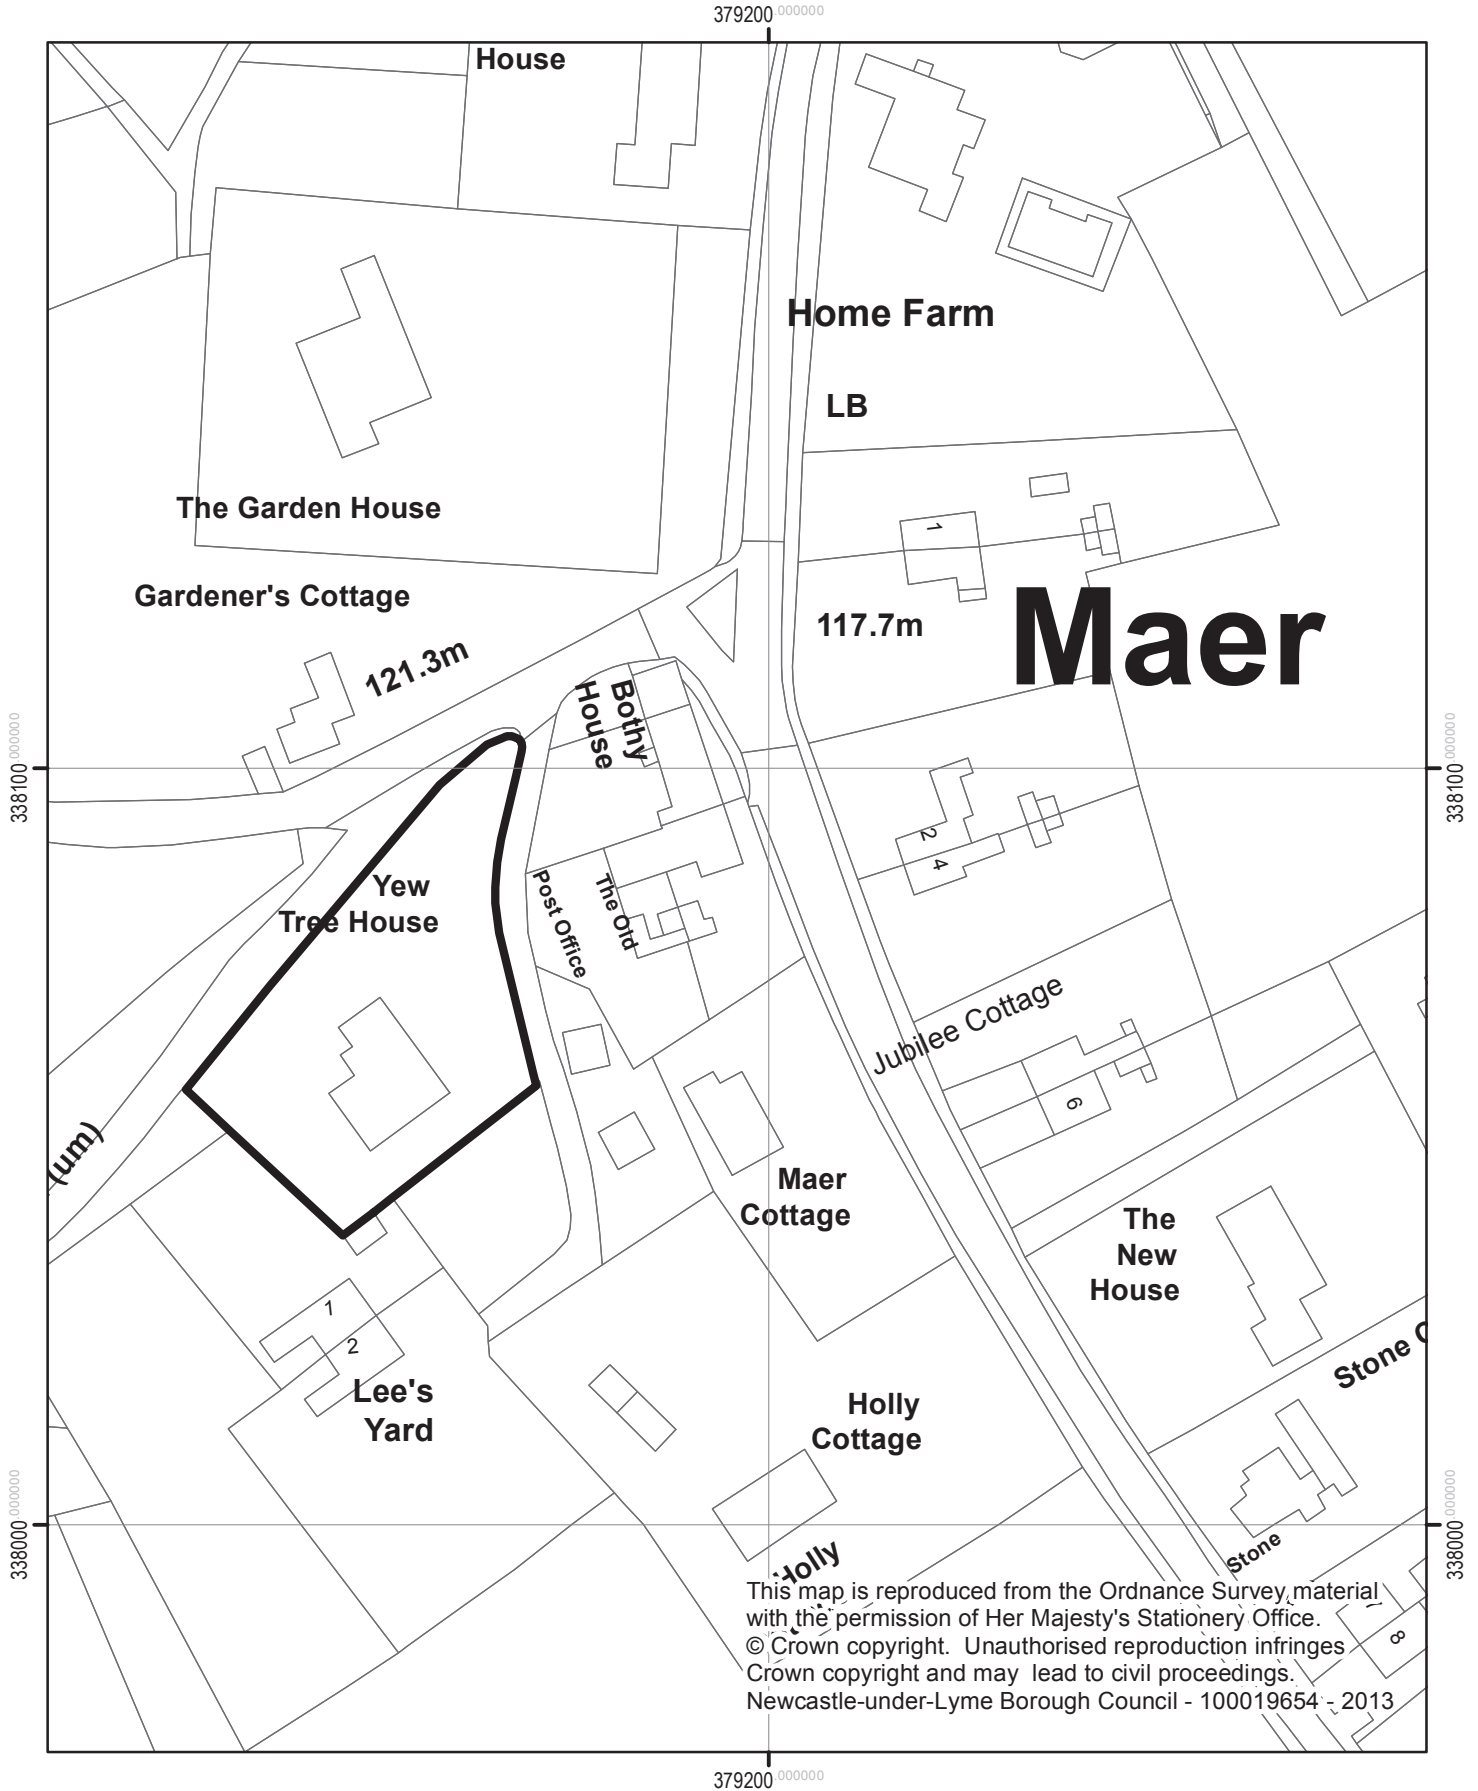 379200.000000
House
Home Farm
LB
The Garden House
1
Gardener's Cottage
117.7m
Maer
121.3m
Bothy
House
338100.000000
338100.000000
2
4
Yew
Tree House
Post Office
The Old
Jubilee Cottage
6
(um)
Maer
Cottage
The
New
House
1
2
Lee's
Yard
Stone
Holly
Cottage
338000.000000
338000.000000
Stone
Holly
8
This map is reproduced from the Ordnance Survey material
with the permission of Her Majesty's Stationery Office.
© Crown copyright. Unauthorised reproduction infringes
Crown copyright and may lead to civil proceedings.
Newcastle-under-Lyme Borough Council - 100019654 - 2013
379200.000000